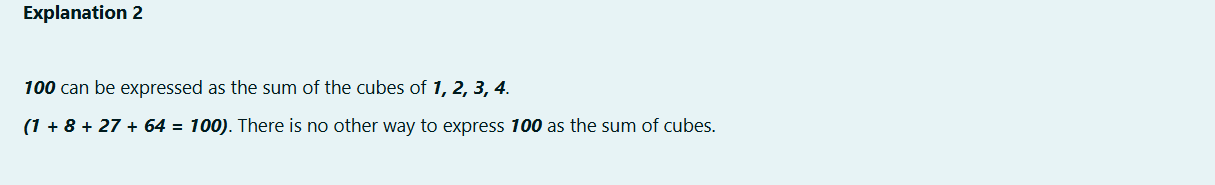 Explanation 2
100 can be expressed as the sum of the cubes of 1, 2, 3, 4.
(1 + 8 + 27 + 64 = 100). There is no other way to express 100 as the sum of cubes.